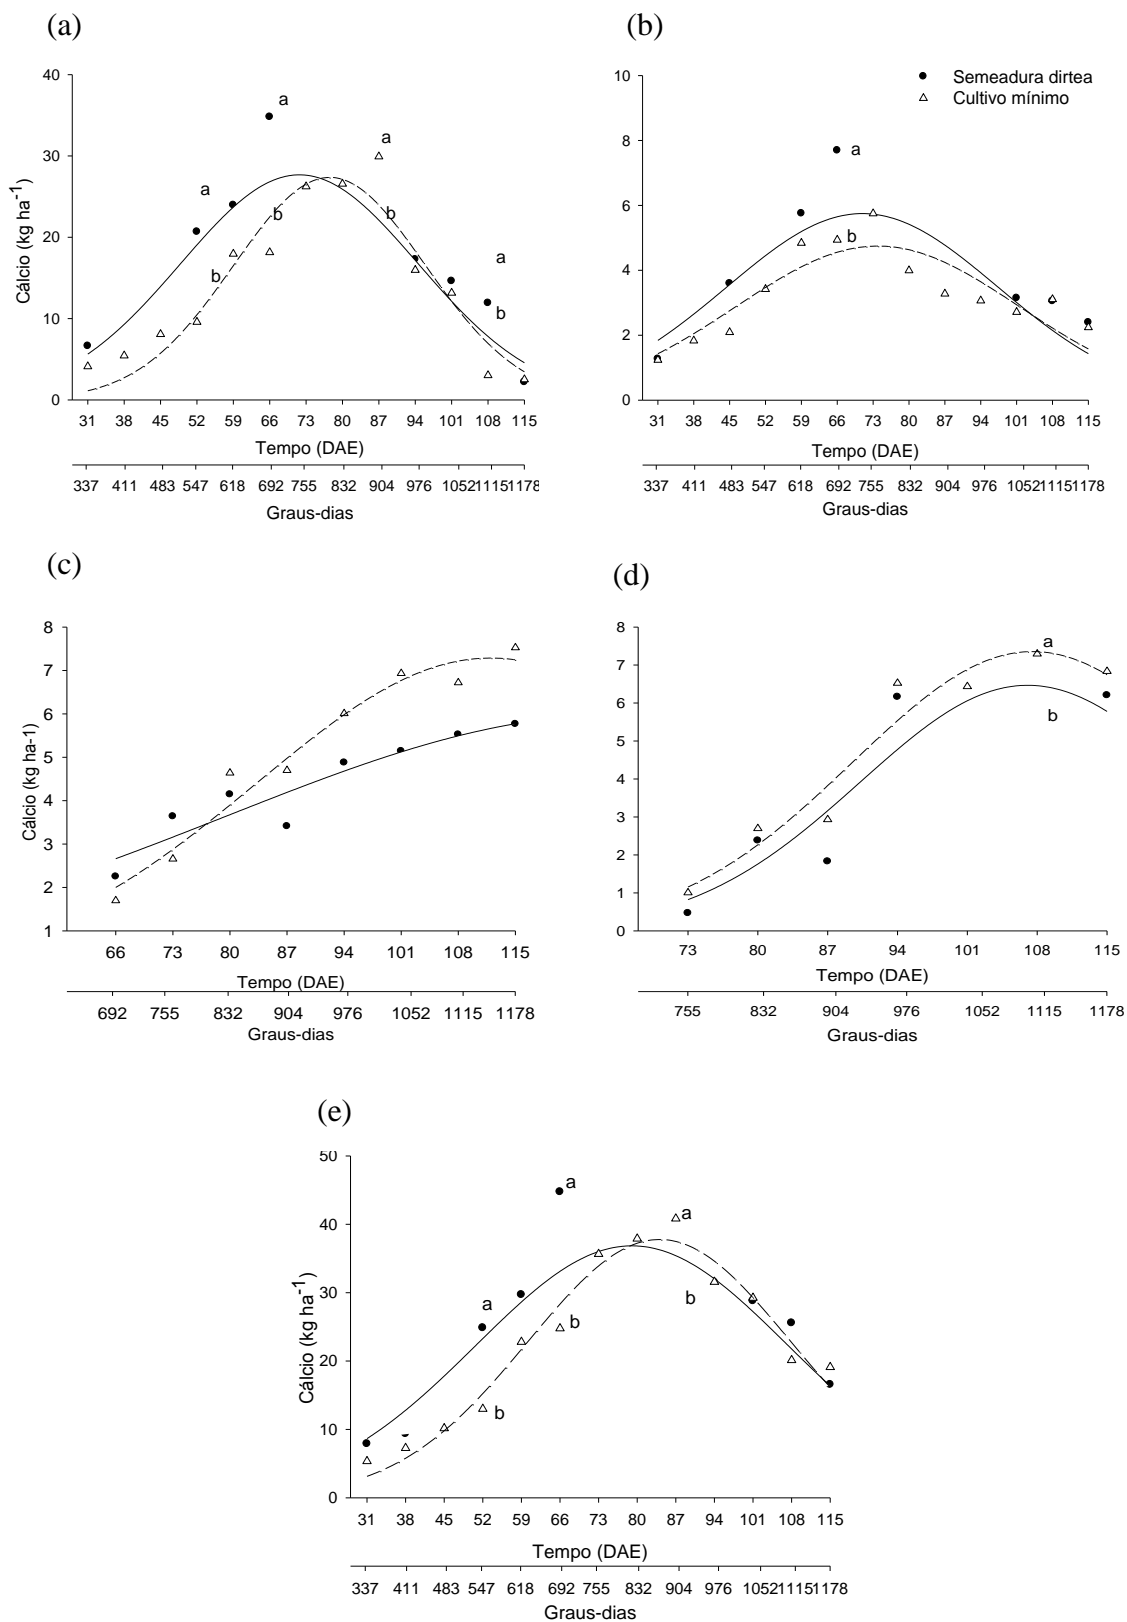 (a)
40
30
20
10
0
Cálcio (kg ha-1)
a
a
a
a
b
b
b
b
31 38 45 52 59 66 73 80 87 94 101 108 115
Tempo (DAE)
337 411 483 547 618 692 755 832 904 976 1052 1115 1178
Graus-dias
(b)
Semeadura dirtea
Cultivo mínimo
10
8
6
4
2
0
a
b
31 38 45 52 59 66 73 80 87 94 101 108 115
Tempo (DAE)
337 411 483 547 618 692 755 832 904 976 1052 1115 1178
Graus-dias
(c)
8
7
6
5
4
3
2
1
Cálcio (kg ha-1)
66 73 80 87 94 101 108 115
Tempo (DAE)
692 755 832 904 976 1052 1115 1178
Graus-dias
(d)
8
7
6
5
4
3
2
1
0
a
b
73 80 87 94 101 108 115
Tempo (DAE)
755 832 904 976 1052 1115 1178
Graus-dias
(e)
50
40
30
20
10
0
Cálcio (kg ha-1)
a
a
a
b
b
b
31 38 45 52 59 66 73 80 87 94 101 108 115
Tempo (DAE)
337 411 483 547 618 692 755 832 904 976 1052 1115 1178
Graus-dias